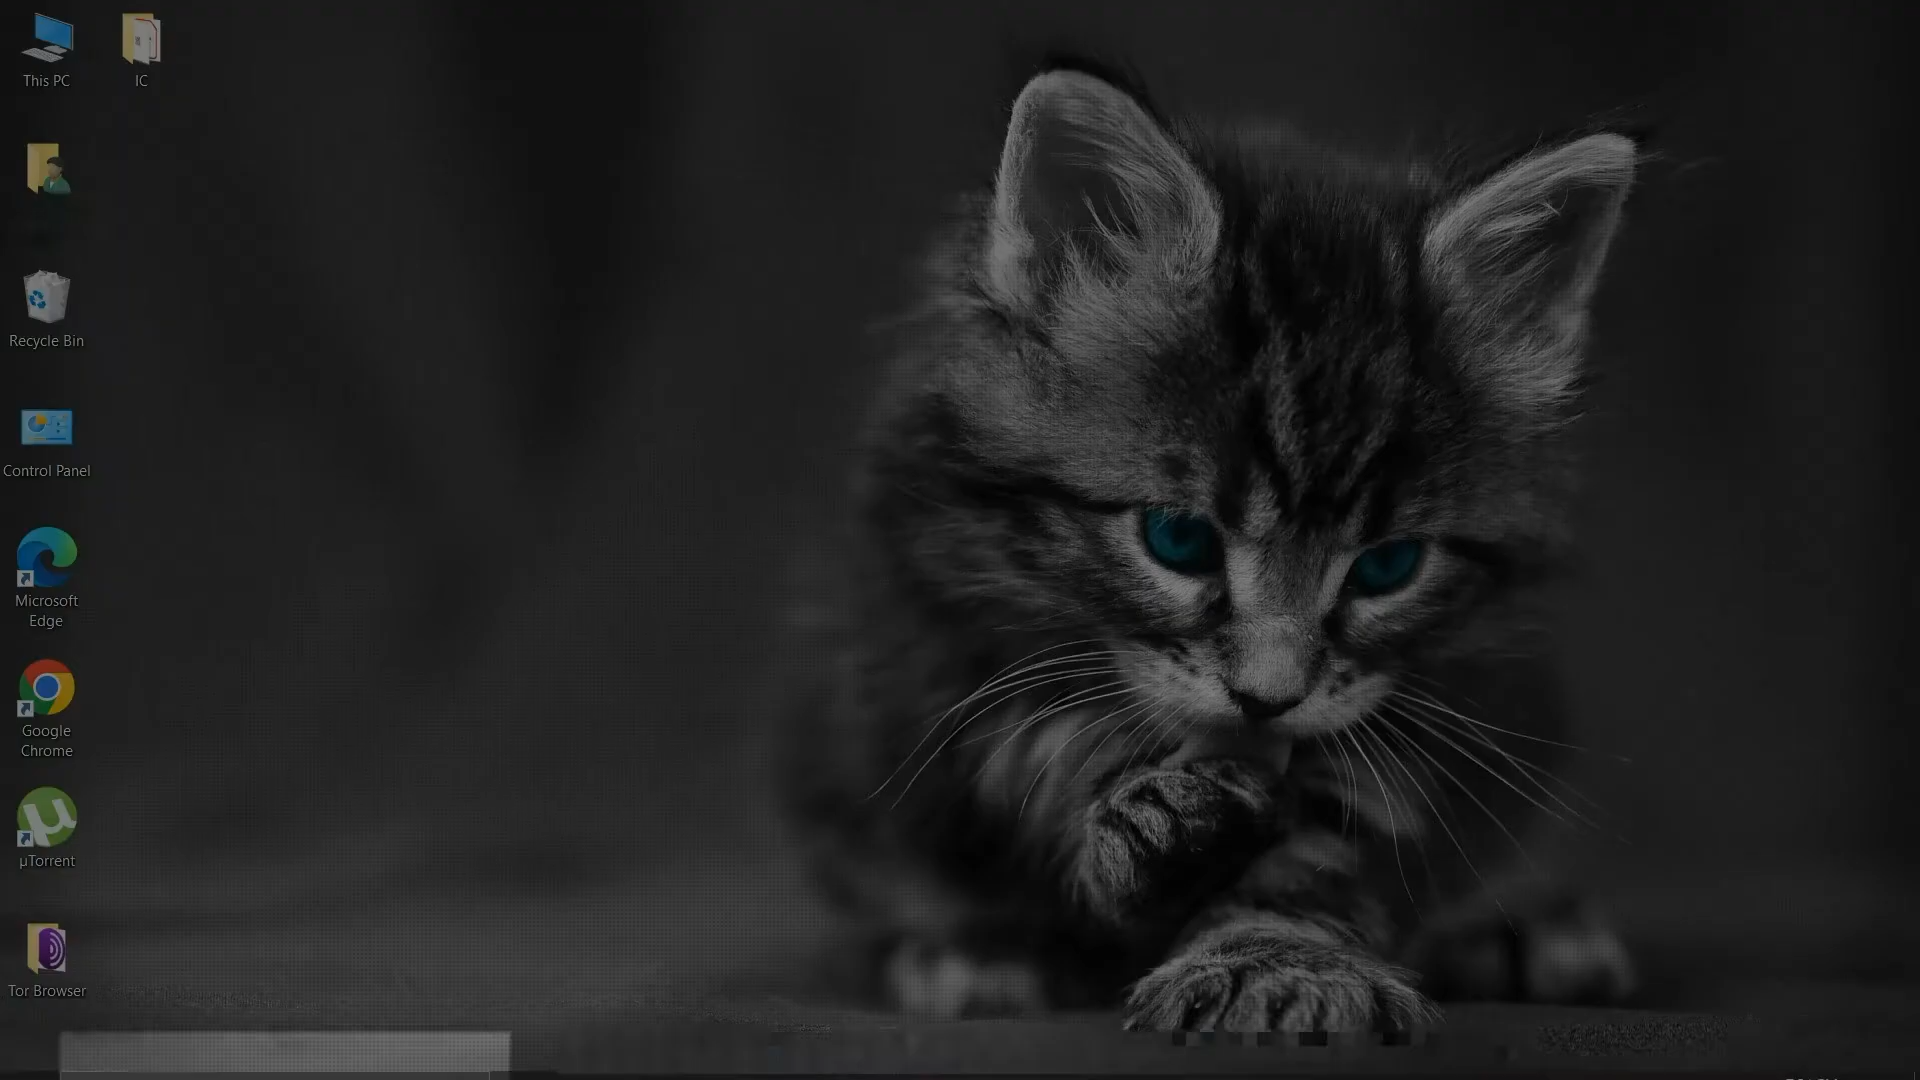 This PC
IC
Recycle Bin
Control Panel
Microsoft
Edge
Google
Chrome
µTorrent
Tor Browser